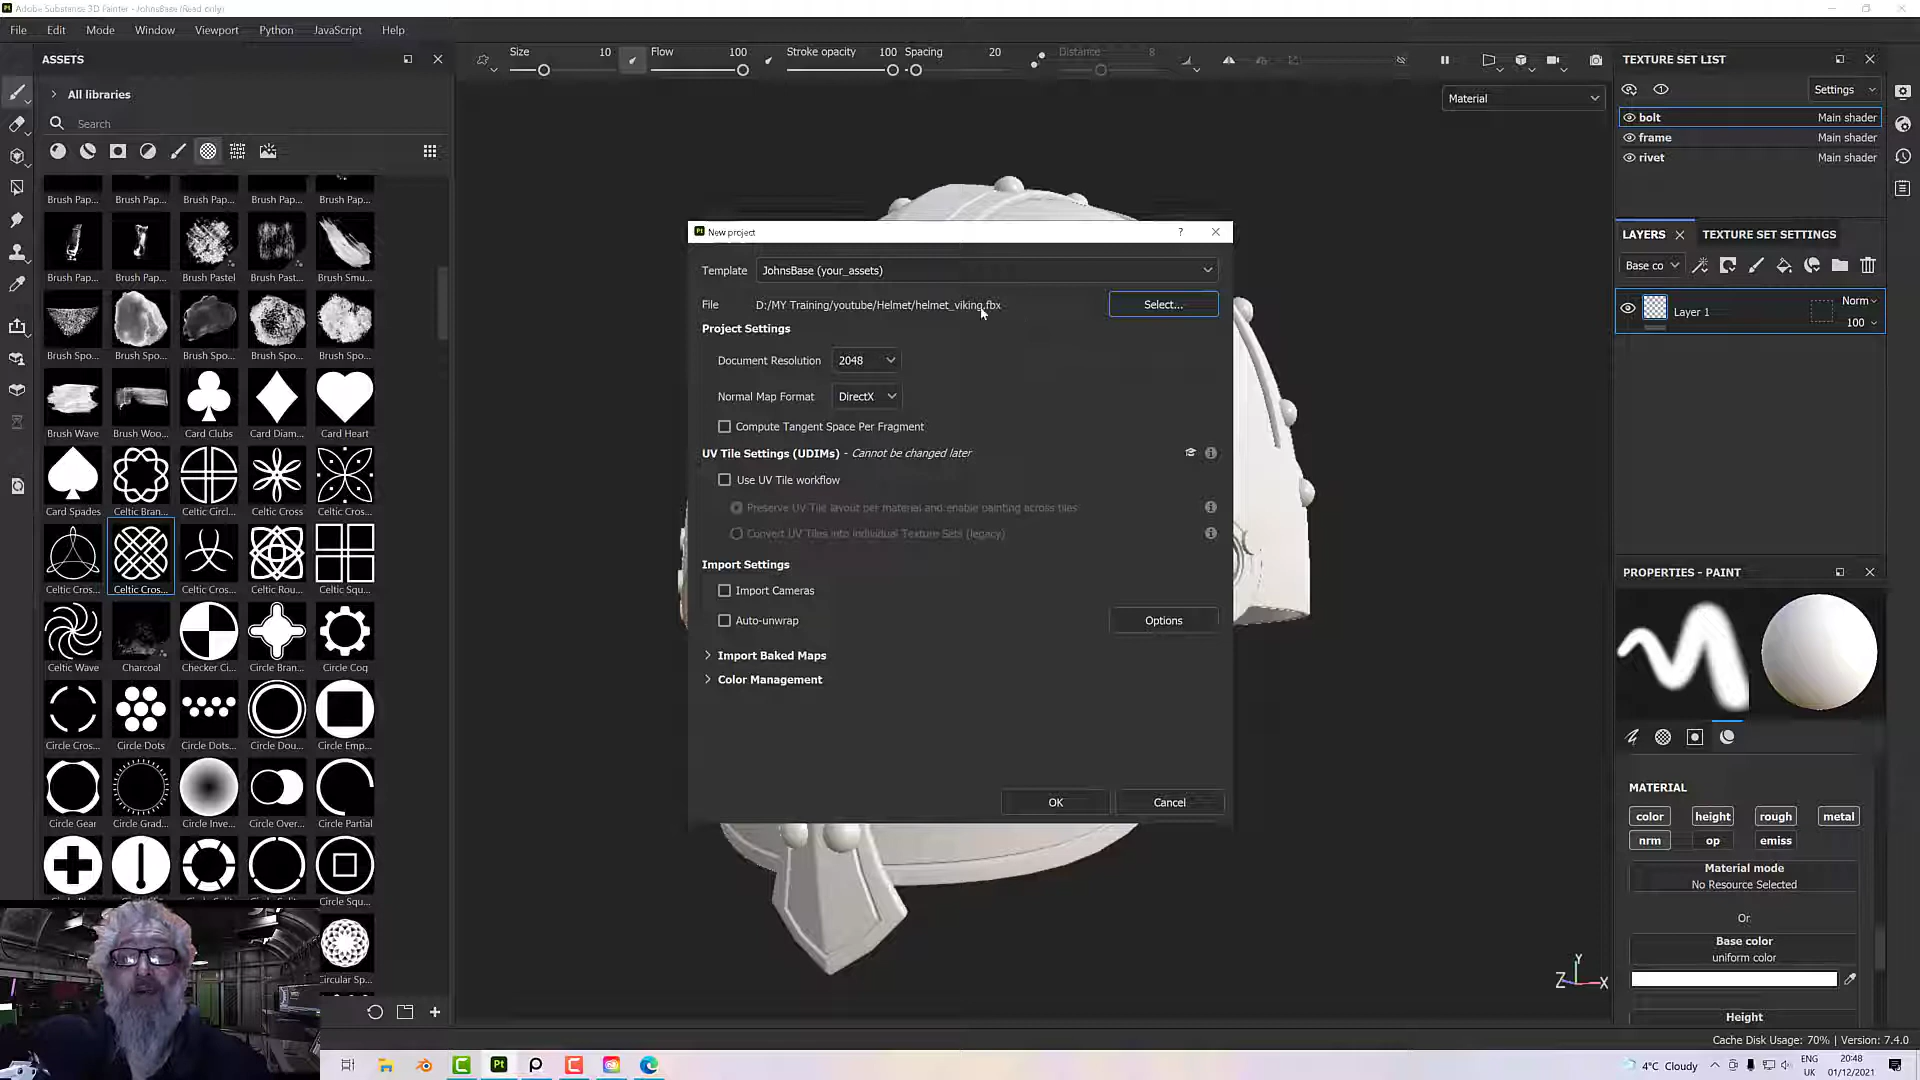 Adobe Substance 3D Painter - JohnsBase (Read only)
File Edit Mode Window Viewport Python JavaScript Help
ASSETS
All libraries
Search
Brush Pap... Brush Pap... Brush Pap... Brush Pap... Brush Pap...
Brush Pap... Brush Pap... Brush Pastel Brush Past... Brush Smu...
Brush Spo... Brush Spo... Brush Spo... Brush Spo... Brush Spo...
Brush Wave Brush Woo... Card Clubs Card Diam... Card Heart
Card Spades Celtic Bran... Celtic Circl... Celtic Cross Celtic Cros...
Celtic Cros... Celtic Cros... Celtic Cros... Celtic Rou... Celtic Squ...
Celtic Wave Charcoal Checker Ci... Circle Bran... Circle Coq
Circle Cros... Circle Dots Circle Dots... Circle Dou... Circle Emp...
Circle Gear Circle Grad... Circle Inve... Circle Over... Circle Partial
Circle Squ...
Circular Sp...
Size 10 Flow 100 Stroke opacity 100 Spacing 20 Distance 8
Material
New project
Template JohnsBase (your_assets)
File D:/MY Training/youtube/Helmet/helmet_viking.fbx Select...
Project Settings
Document Resolution 2048
Normal Map Format DirectX
Compute Tangent Space Per Fragment
UV Tile Settings (UDIMs) - Cannot be changed later
Use UV Tile workflow
Preserve UV Tile layout per material and enable painting across tiles
Convert UV Tiles into individual Texture Sets (legacy)
Import Settings
Import Cameras
Auto-unwrap Options
Import Baked Maps
Color Management
OK Cancel
Z Y X
TEXTURE SET LIST
Settings
bolt Main shader
frame Main shader
rivet Main shader
LAYERS TEXTURE SET SETTINGS
Base co
Layer 1 Norm 100
PROPERTIES - PAINT
MATERIAL
color height rough metal
nrm op emiss
Material mode
No Resource Selected
Or
Base color
uniform color
Height
Cache Disk Usage: 70% | Version: 7.4.0
4°C Cloudy ENG UK 20:48 01/12/2021